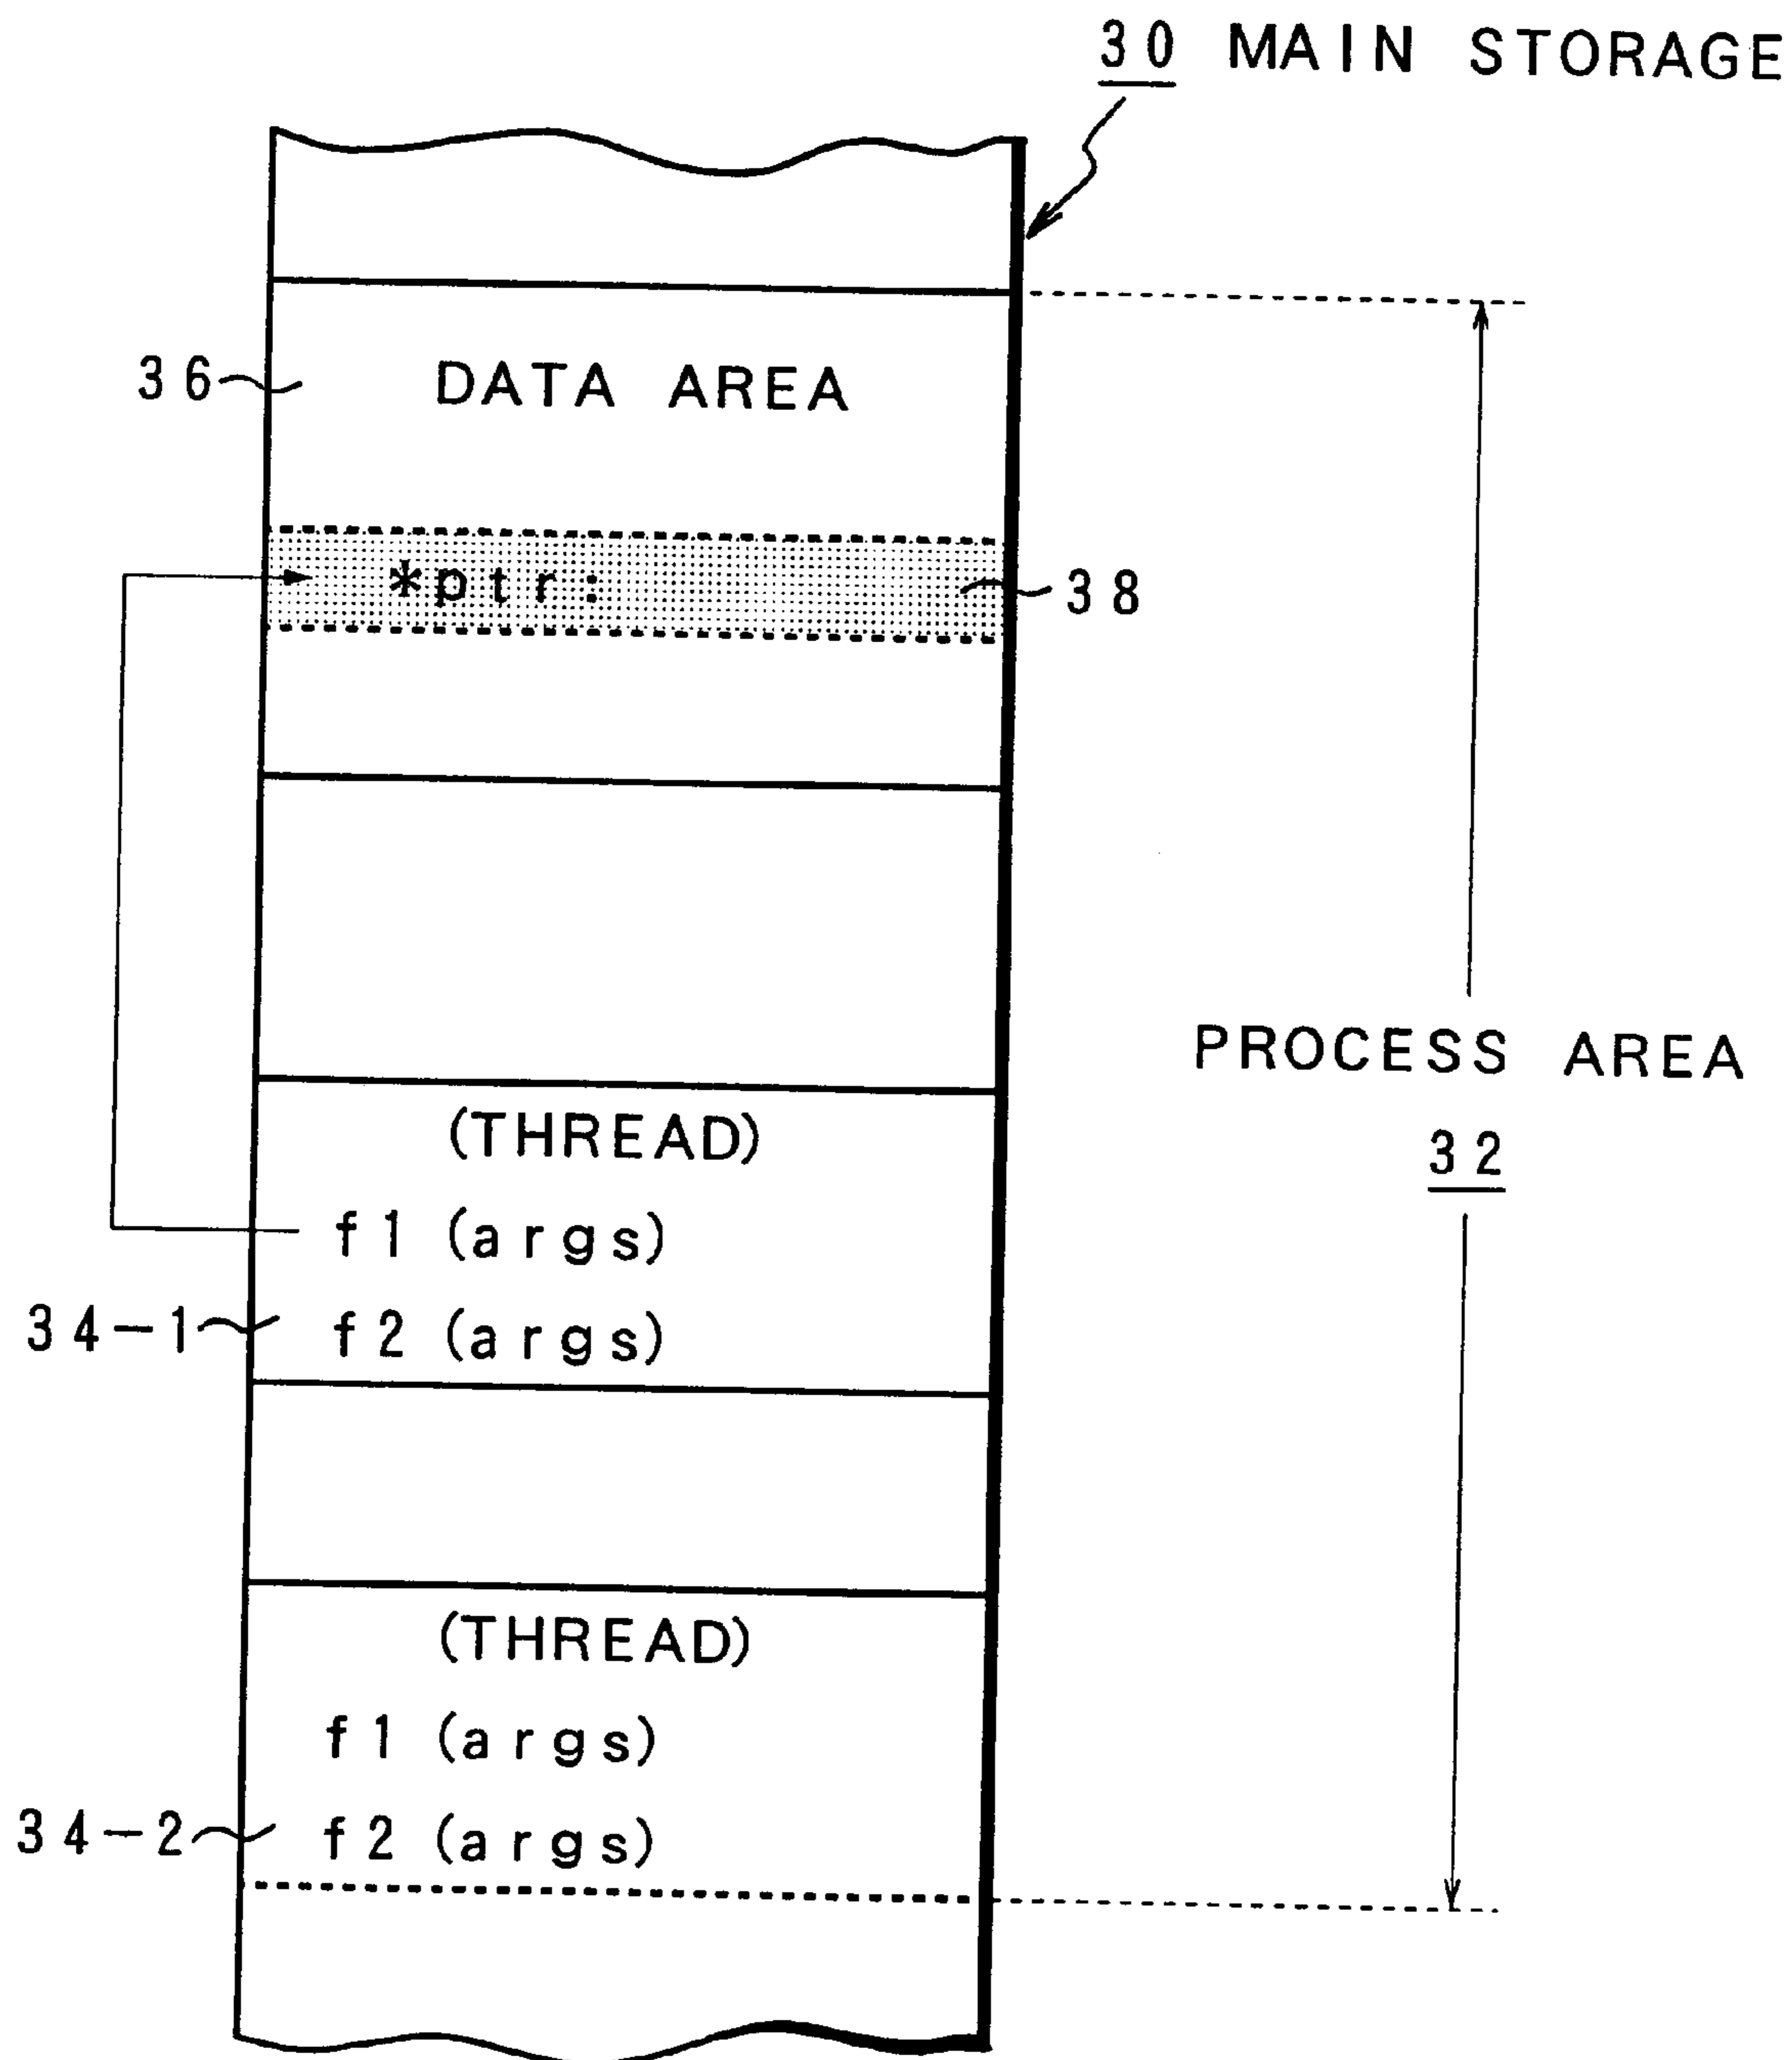 30 MAIN STORAGE
36 DATA AREA
*ptr: 38
PROCESS AREA
32
(THREAD)
f1 (args)
34-1 f2 (args)
(THREAD)
f1 (args)
34-2 f2 (args)